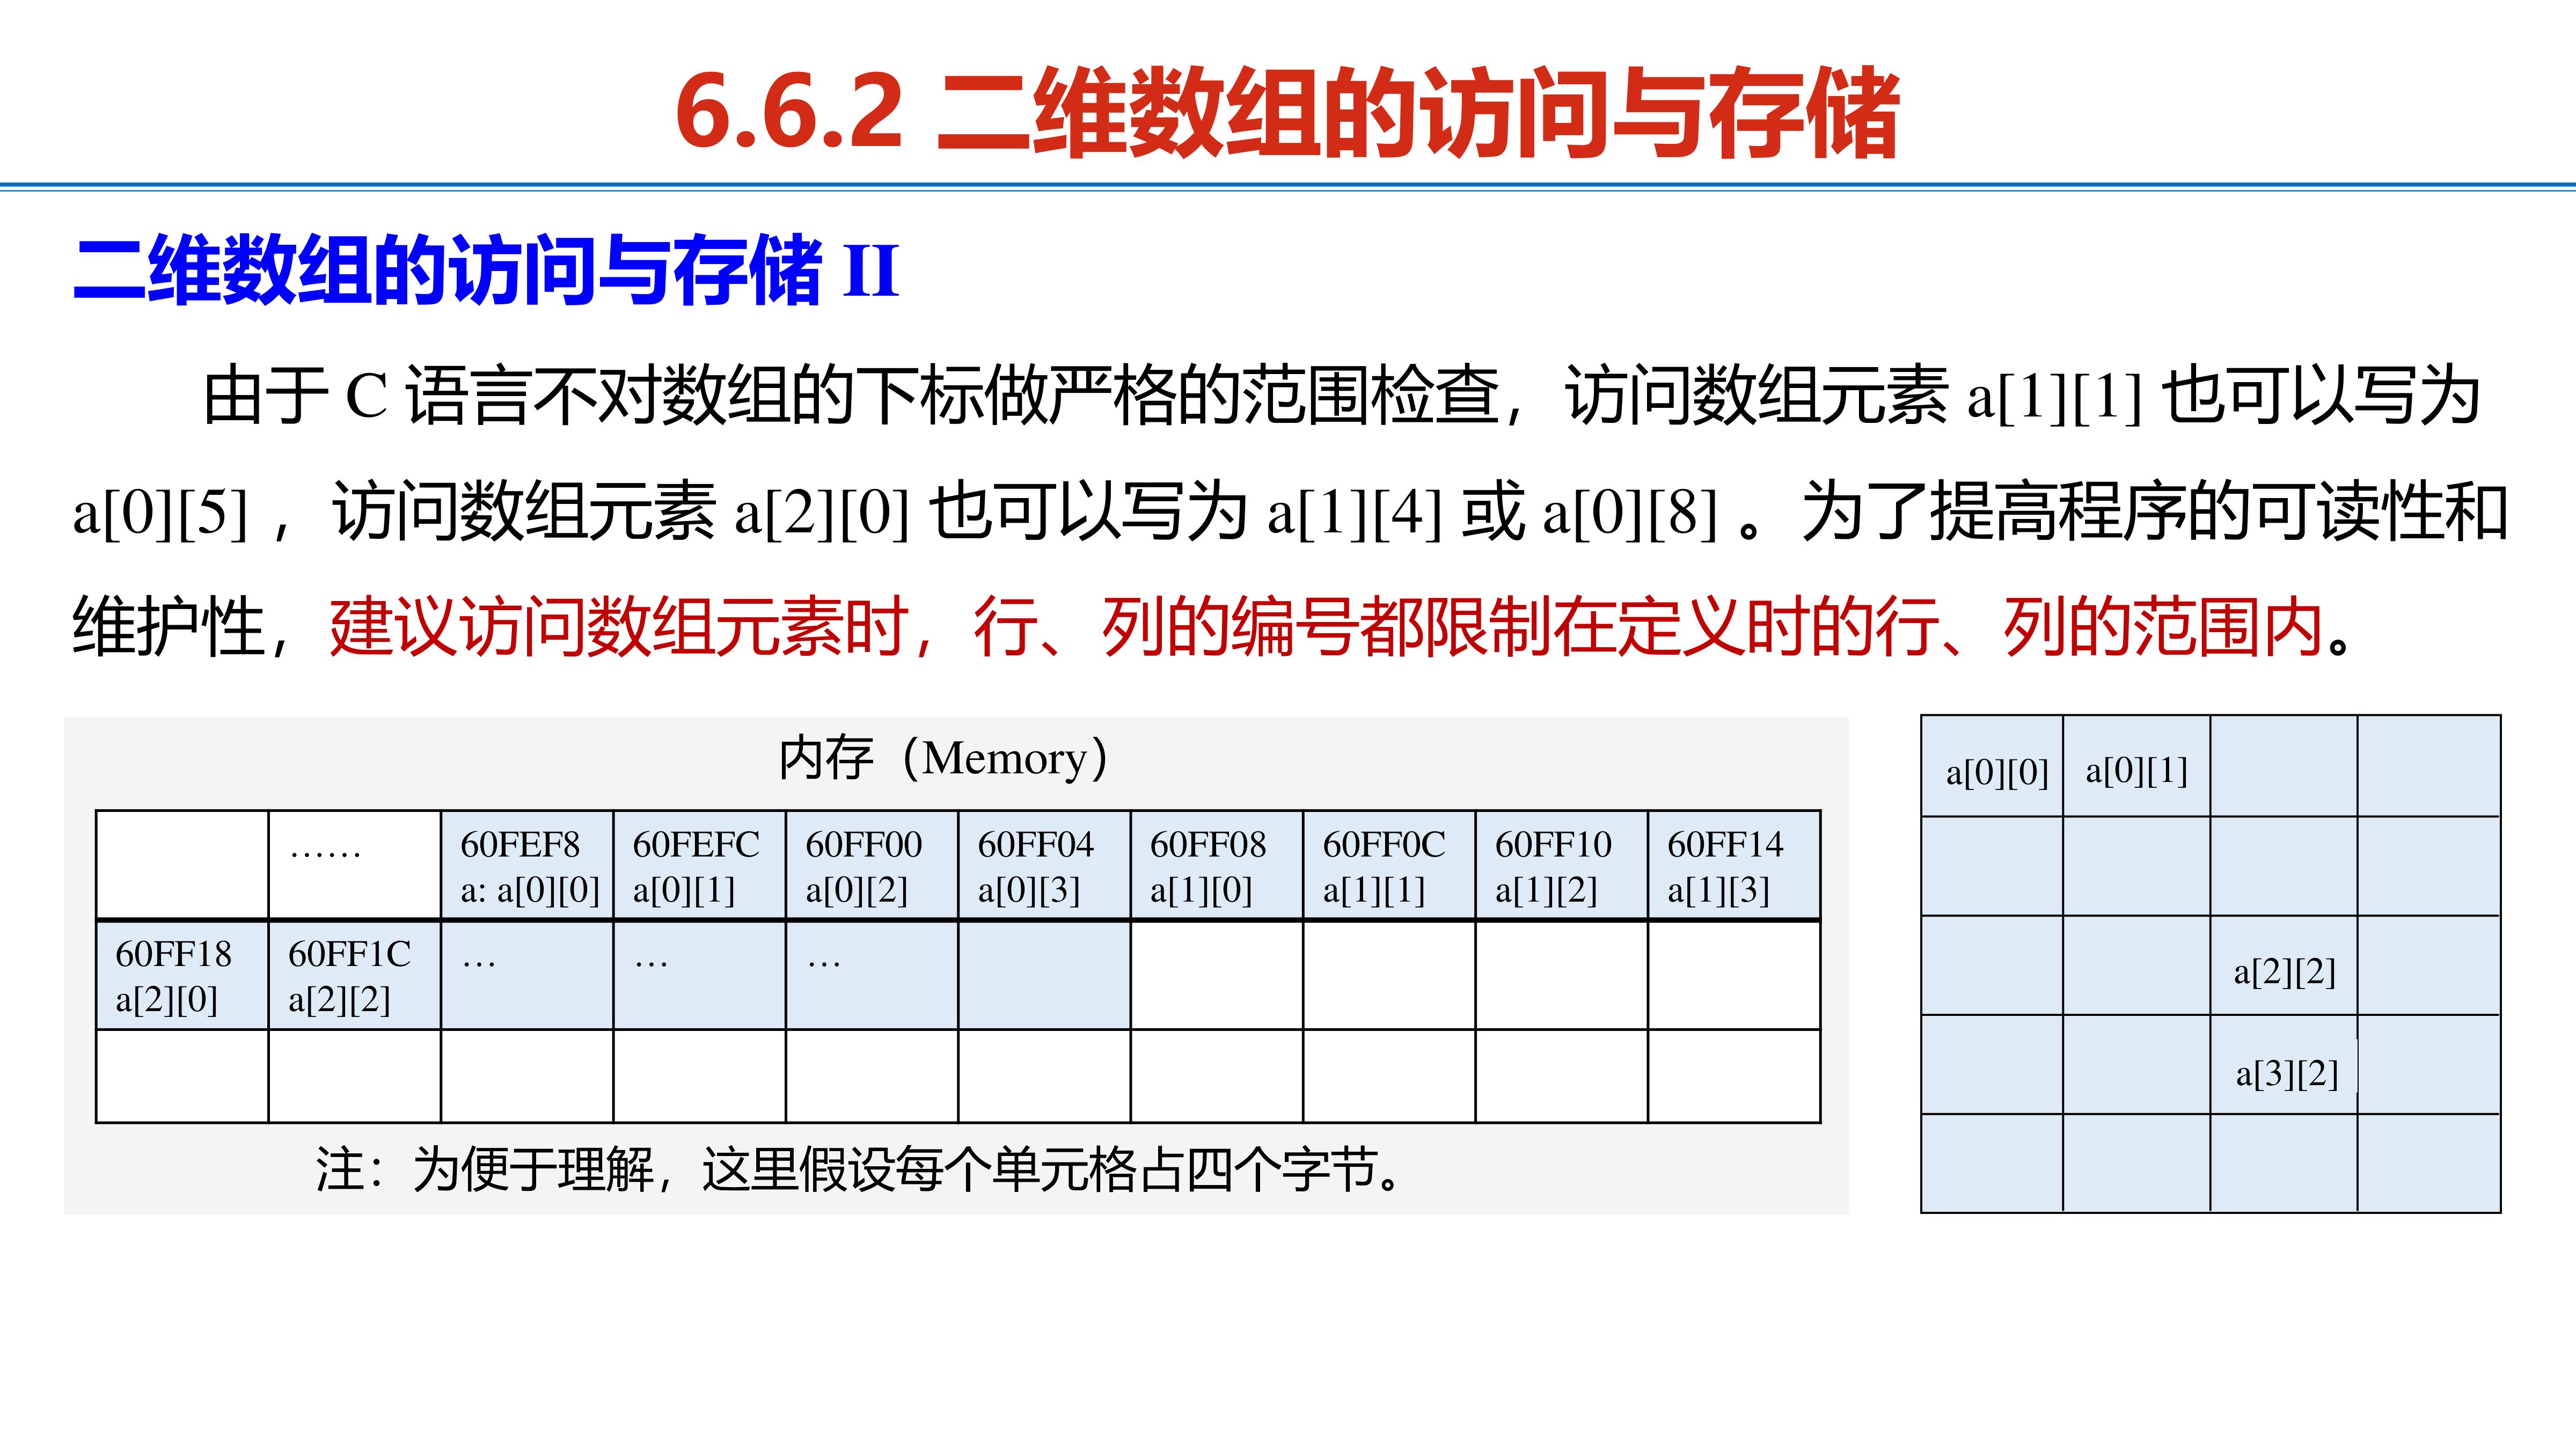 6.6.2 二维数组的访问与存储
二维数组的访问与存储 II
由于 C 语言不对数组的下标做严格的范围检查，访问数组元素 a[1][1] 也可以写为
a[0][5] ，访问数组元素 a[2][0] 也可以写为 a[1][4] 或 a[0][8] 。为了提高程序的可读性和
维护性，建议访问数组元素时，行、列的编号都限制在定义时的行、列的范围内。
内存（Memory）
…… 60FEF8 60FEFC 60FF00 60FF04 60FF08 60FF0C 60FF10 60FF14
a: a[0][0] a[0][1] a[0][2] a[0][3] a[1][0] a[1][1] a[1][2] a[1][3]
60FF18 60FF1C … … …
a[2][0] a[2][2]
注：为便于理解，这里假设每个单元格占四个字节。
a[0][0] a[0][1]
a[2][2]
a[3][2]